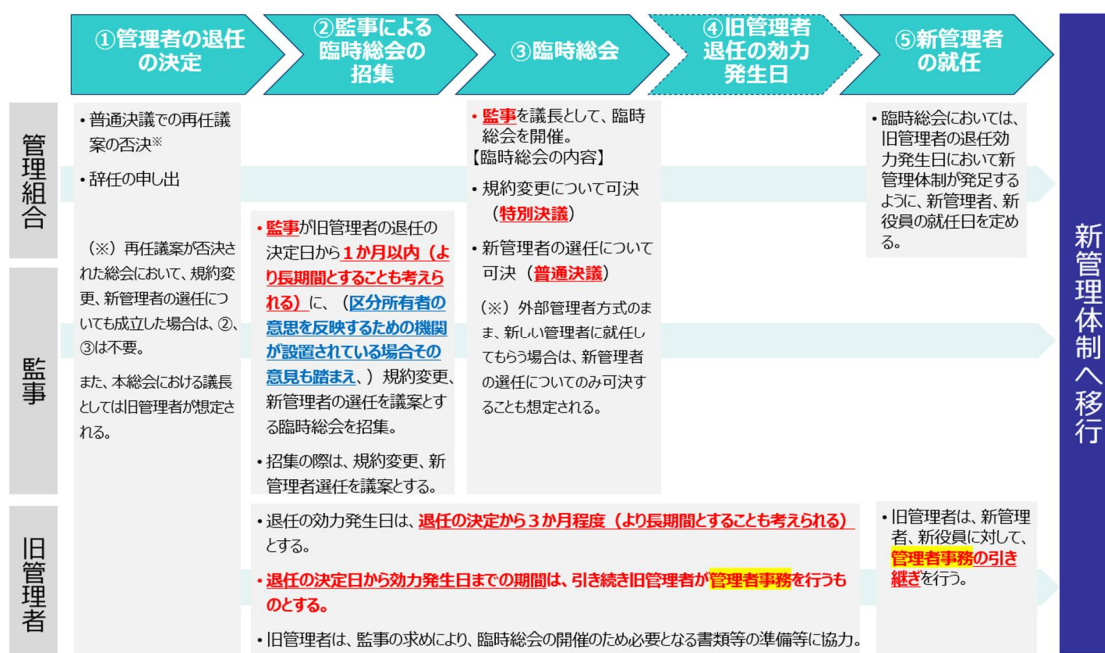 ①管理者の退任
の決定
②監事による
臨時総会の
招集
③臨時総会
④旧管理者
退任の効力
発生日
⑤新管理者
の就任
管理組合
監事
旧管理者
・普通決議での再任議
案の否決※
・辞任の申し出
（※）再任議案が否決さ
れた総会において、規約変
更、新管理者の選任につ
いても成立した場合は、②、
③は不要。
また、本総会における議長
としては旧管理者が想定さ
れる。
・監事が旧管理者の退任の
決定日から１か月以内（よ
り長期間とすることも考えら
れる）に、（区分所有者の
意思を反映するための機関
が設置されている場合その
意見も踏まえ、）規約変更、
新管理者の選任を議案とす
る臨時総会を招集。
・招集の際は、規約変更、新
管理者選任を議案とする。
・監事を議長として、臨時
総会を開催。
【臨時総会の内容】
・規約変更について可決
（特別決議）
・新管理者の選任について
可決（普通決議）
（※）外部管理者方式のま
ま、新しい管理者に就任し
てもらう場合は、新管理者
の選任についてのみ可決す
ることも想定される。
・臨時総会においては、
旧管理者の退任効
力発生日において新
管理体制が発足する
ように、新管理者、新
役員の就任日を定め
る。
・退任の効力発生日は、退任の決定から３か月程度（より長期間とすることも考えられる）
とする。
・退任の決定日から効力発生日までの期間は、引き続き旧管理者が管理者事務を行うも
のとする。
・旧管理者は、監事の求めにより、臨時総会の開催のため必要となる書類等の準備等に協力。
・旧管理者は、新管理
者、新役員に対して、
管理者事務の引き
継ぎを行う。
新管理体制へ移行